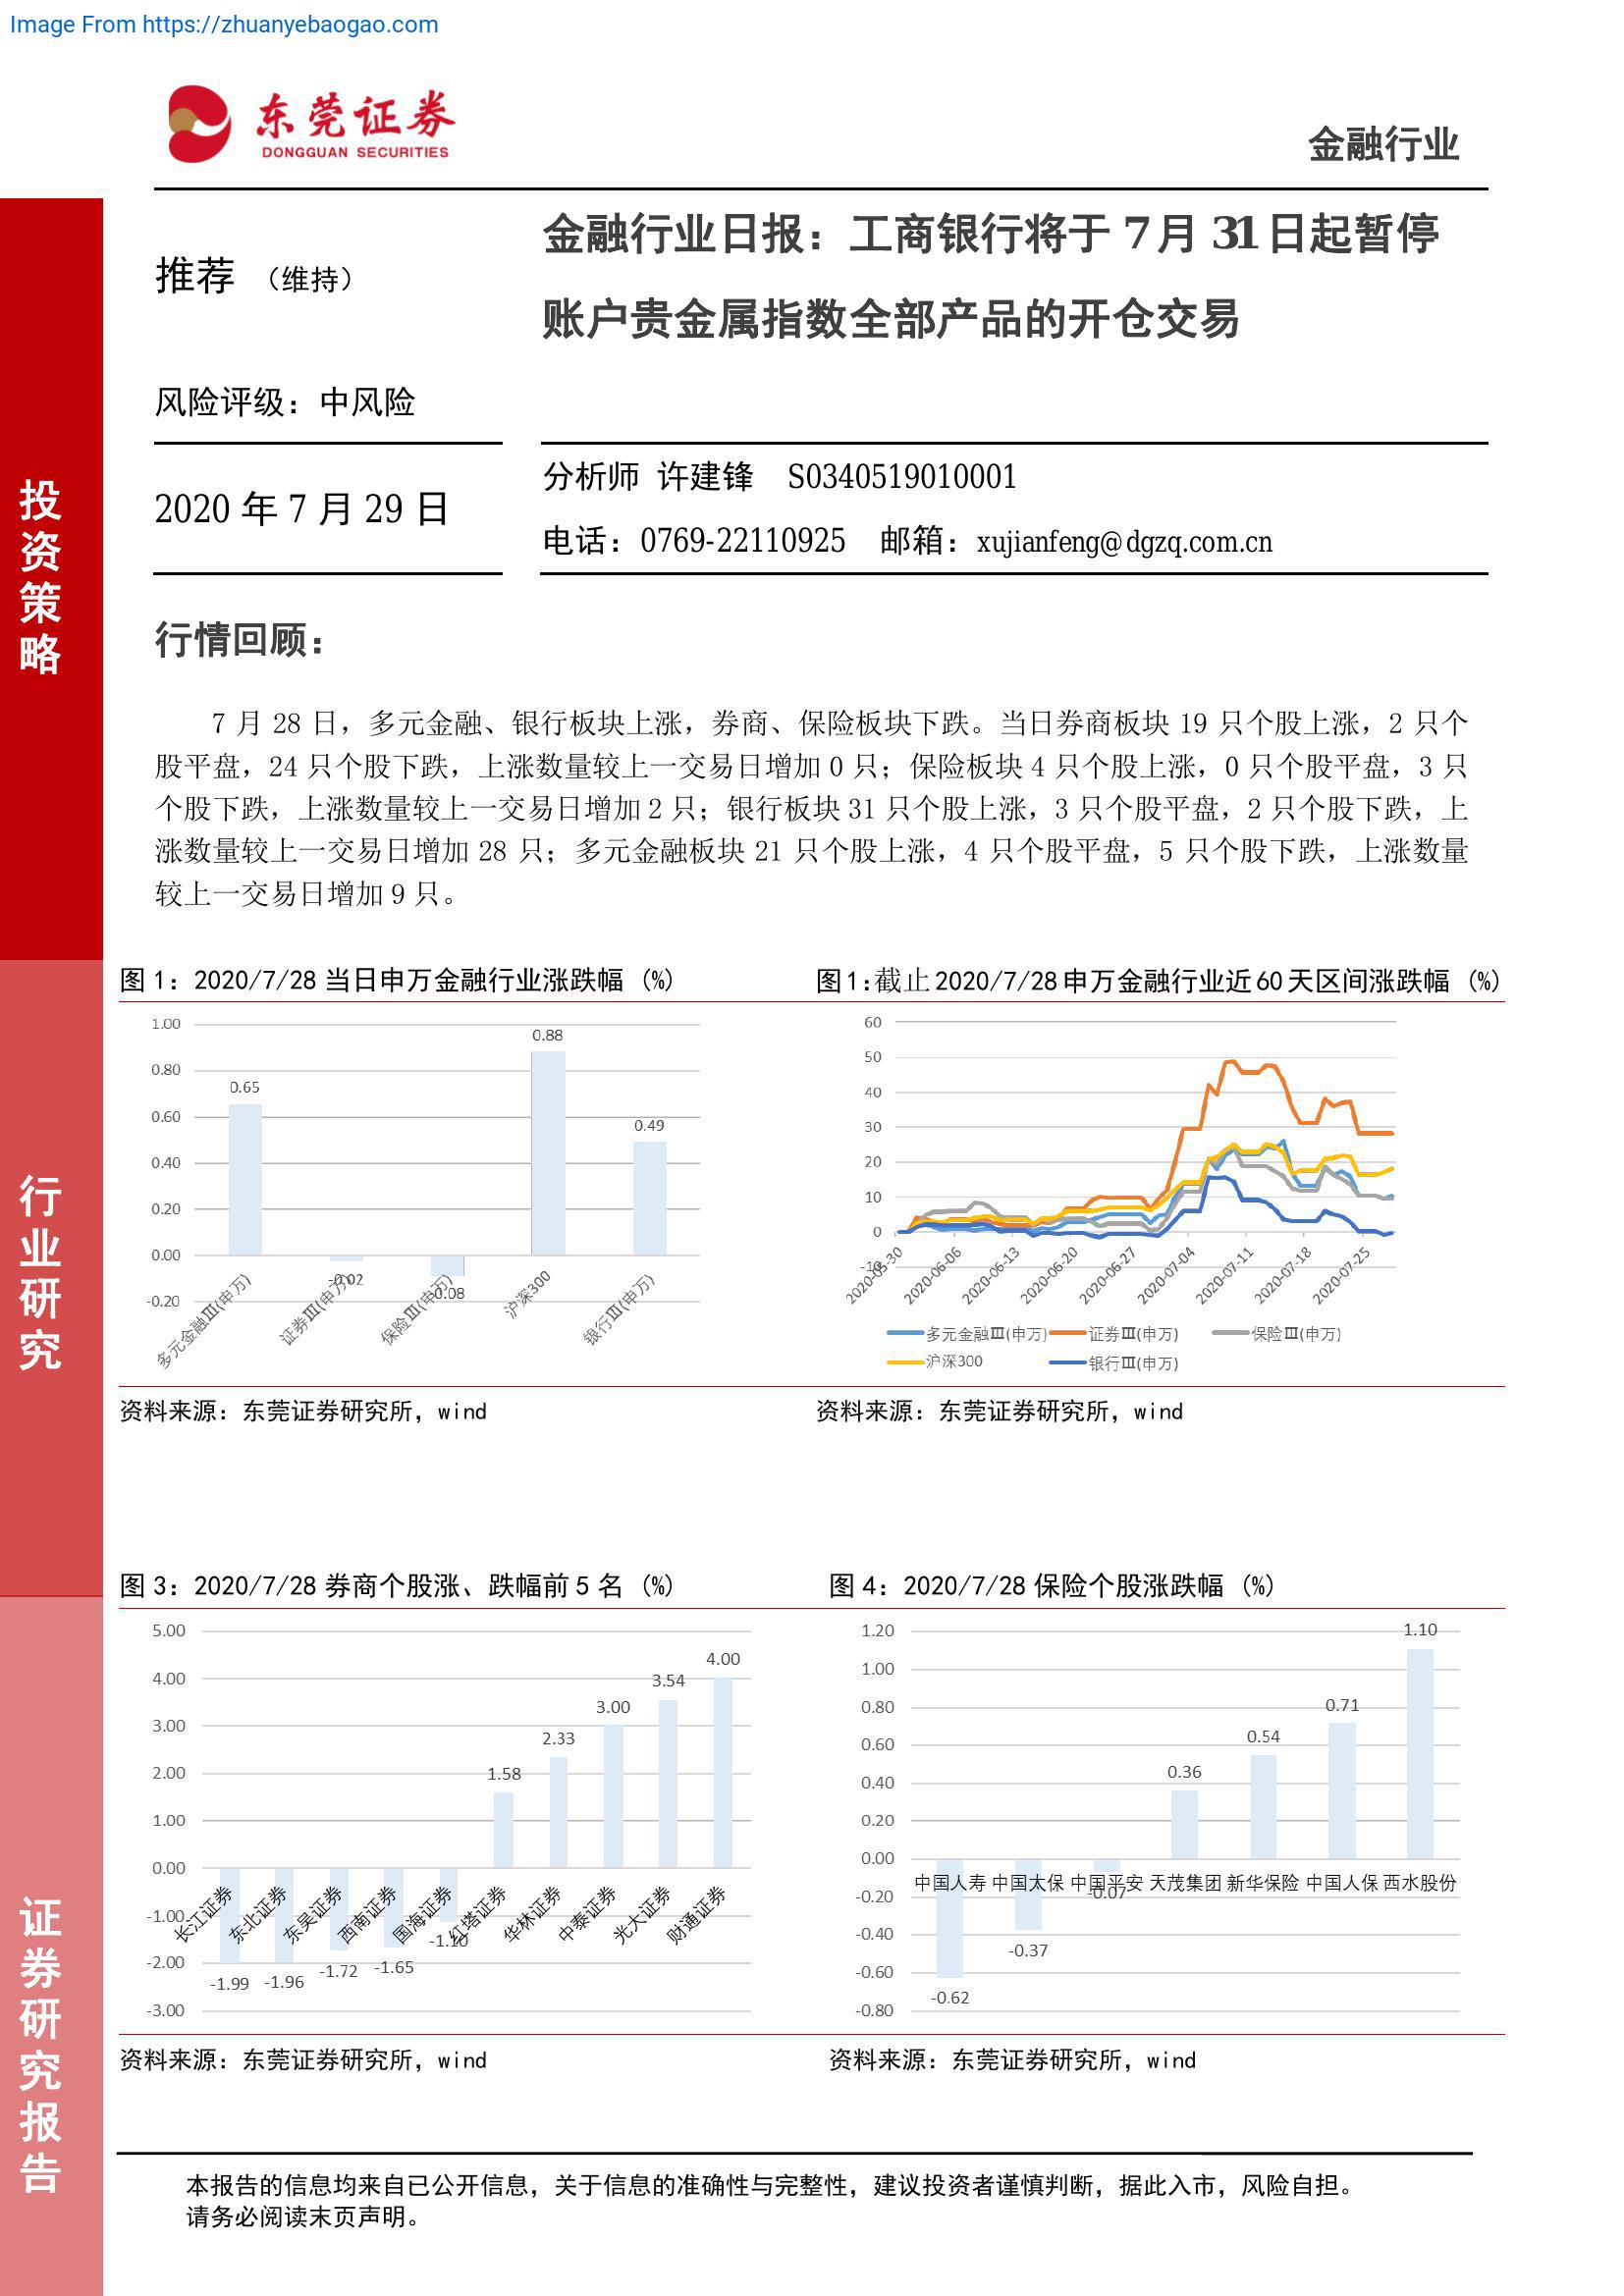 Image From https://zhuanyebaogao.com
东莞证券
DONGGUAN SECURITIES
金融行业
投资策略
行业研究
证券研究报告
推荐 （维持）
金融行业日报：工商银行将于 7 月 31 日起暂停
账户贵金属指数全部产品的开仓交易
风险评级：中风险
2020 年 7 月 29 日
分析师 许建锋 S0340519010001
电话：0769-22110925 邮箱：xujianfeng@dgzq.com.cn
行情回顾：
7 月 28 日，多元金融、银行板块上涨，券商、保险板块下跌。当日券商板块 19 只个股上涨，2 只个
股平盘，24 只个股下跌，上涨数量较上一交易日增加 0 只；保险板块 4 只个股上涨，0 只个股平盘，3 只
个股下跌，上涨数量较上一交易日增加 2 只；银行板块 31 只个股上涨，3 只个股平盘，2 只个股下跌，上
涨数量较上一交易日增加 28 只；多元金融板块 21 只个股上涨，4 只个股平盘，5 只个股下跌，上涨数量
较上一交易日增加 9 只。
图 1：2020/7/28 当日申万金融行业涨跌幅 (%)
1.00
0.80
0.60
0.40
0.20
0.00
-0.20
0.65
-0.02
-0.08
0.88
0.49
多元金融Ⅲ(申万)
证券Ⅲ(申万)
保险Ⅲ(申万)
沪深300
银行Ⅲ(申万)
资料来源：东莞证券研究所，wind
图 1：截止 2020/7/28 申万金融行业近 60 天区间涨跌幅 (%)
60
50
40
30
20
10
0
-10
2020-05-30
2020-06-06
2020-06-13
2020-06-20
2020-06-27
2020-07-04
2020-07-11
2020-07-18
2020-07-25
多元金融Ⅲ(申万)
证券Ⅲ(申万)
保险Ⅲ(申万)
沪深300
银行Ⅲ(申万)
资料来源：东莞证券研究所，wind
图 3：2020/7/28 券商个股涨、跌幅前 5 名 (%)
5.00
4.00
3.00
2.00
1.00
0.00
-1.00
-2.00
-3.00
-1.99
-1.96
-1.72
-1.65
-1.10
1.58
2.33
3.00
3.54
4.00
长江证券
东北证券
东吴证券
西南证券
国海证券
红塔证券
华林证券
中泰证券
光大证券
财通证券
资料来源：东莞证券研究所，wind
图 4：2020/7/28 保险个股涨跌幅 (%)
1.20
1.00
0.80
0.60
0.40
0.20
0.00
-0.20
-0.40
-0.60
-0.80
-0.62
-0.37
-0.07
0.36
0.54
0.71
1.10
中国人寿 中国太保 中国平安 天茂集团 新华保险 中国人保 西水股份
资料来源：东莞证券研究所，wind
本报告的信息均来自已公开信息，关于信息的准确性与完整性，建议投资者谨慎判断，据此入市，风险自担。
请务必阅读末页声明。